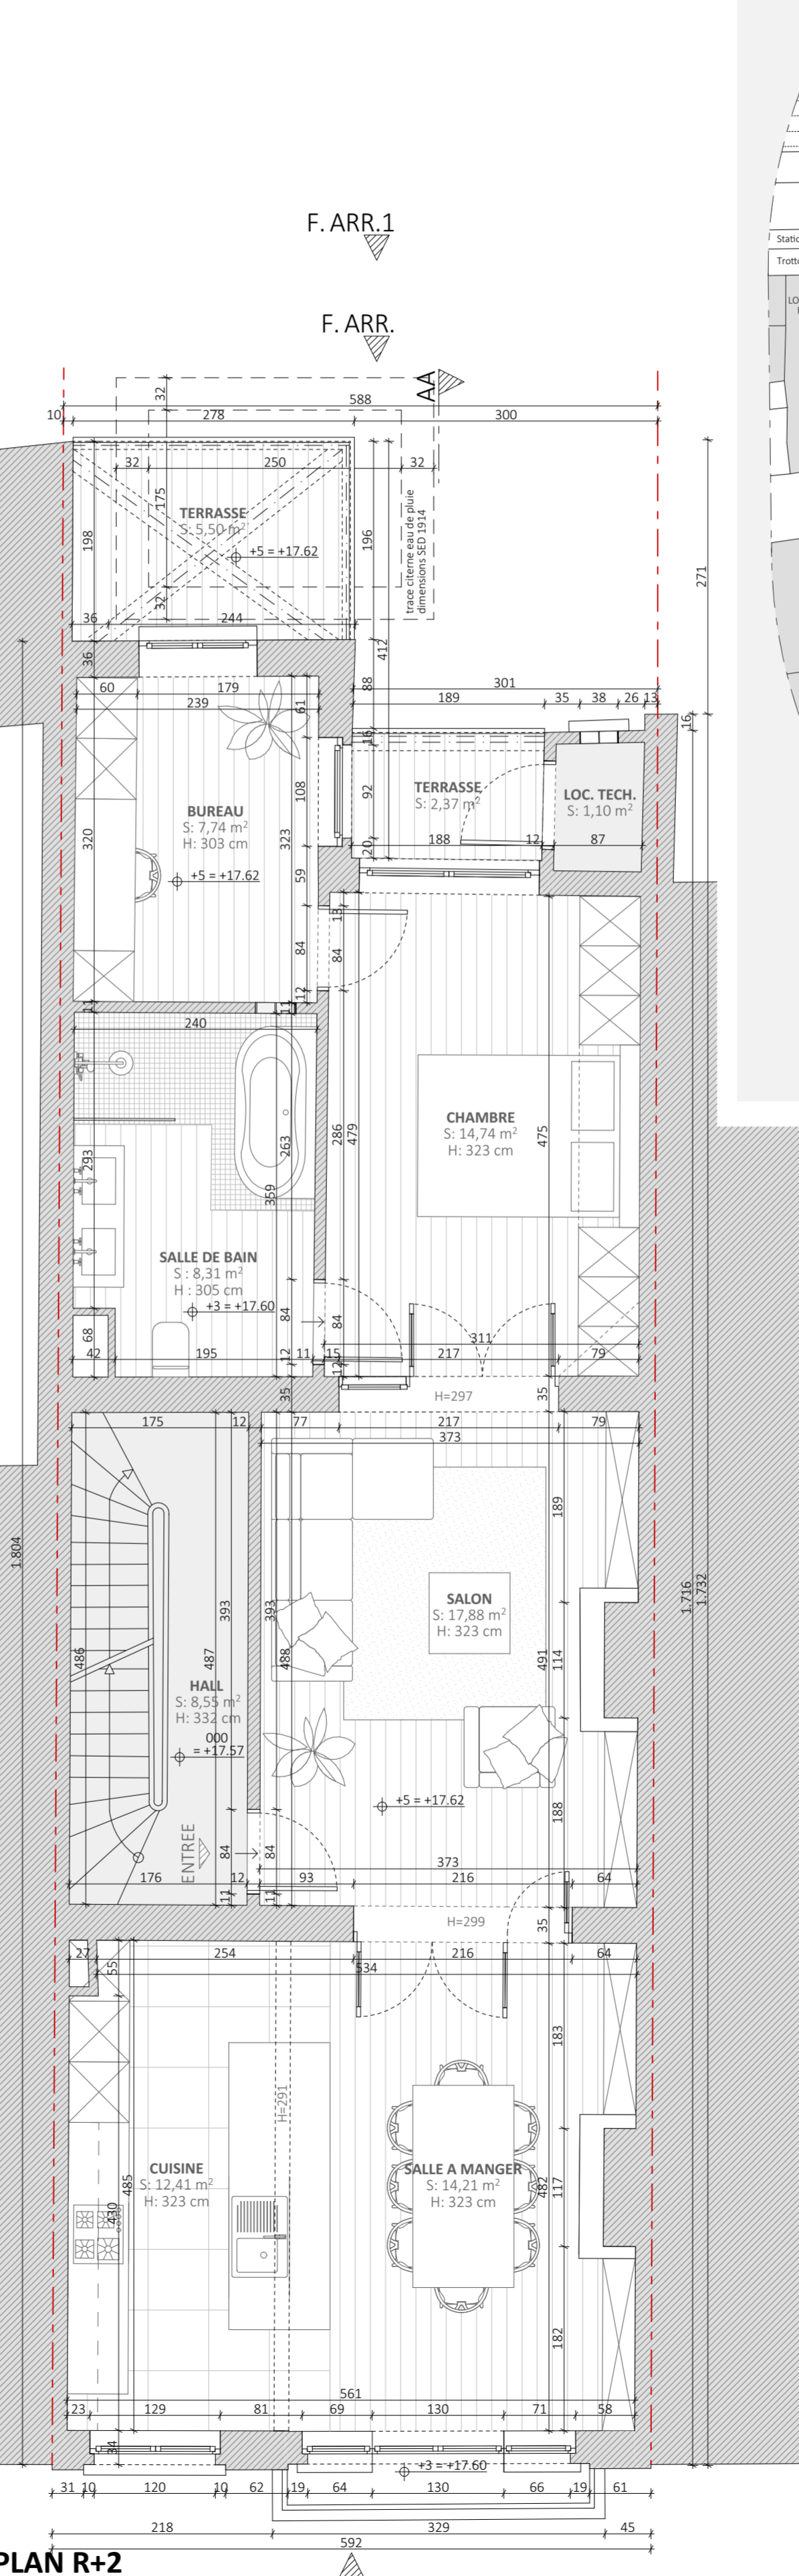 F. ARR.1
F. ARR.
AA
Static
Trotto
LO
588
10
278
300
32
32
250
32
TERRASSE
S: 5,50 m²
+5 = +17.62
175
198
196
32
trace citerne eau de pluie
dimensions SED 1914
271
36
244
412
36
88
301
60
179
189
35
38
26
13
239
61
16
16
TERRASSE
S: 2,37 m²
LOC. TECH.
S: 1,10 m²
108
92
BUREAU
S: 7,74 m²
H: 303 cm
320
323
188
12
87
20
59
+5 = +17.62
13
84
84
12
11
11
240
CHAMBRE
S: 14,74 m²
H: 323 cm
286
479
475
293
263
359
SALLE DE BAIN
S : 8,31 m²
H : 305 cm
+3 = +17.60
84
84
68
311
42
195
12
11
15
12
217
79
35
H=297
35
175
12
77
217
79
373
189
1.804
1.716
1.732
SALON
S: 17,88 m²
H: 323 cm
393
393
486
487
488
491
114
HALL
S: 8,55 m²
H: 332 cm
000
= +17.57
+5 = +17.62
188
ENTREE
84
84
373
176
12
93
216
64
11
11
H=299
35
27
254
216
64
534
55
183
H=291
CUISINE
S: 12,41 m²
H: 323 cm
SALLE A MANGER
S: 14,21 m²
H: 323 cm
430
485
482
117
182
561
23
129
81
69
130
71
58
34
+3 = +17.60
31
10
120
10
62
19
64
130
66
19
61
218
329
45
592
PLAN R+2